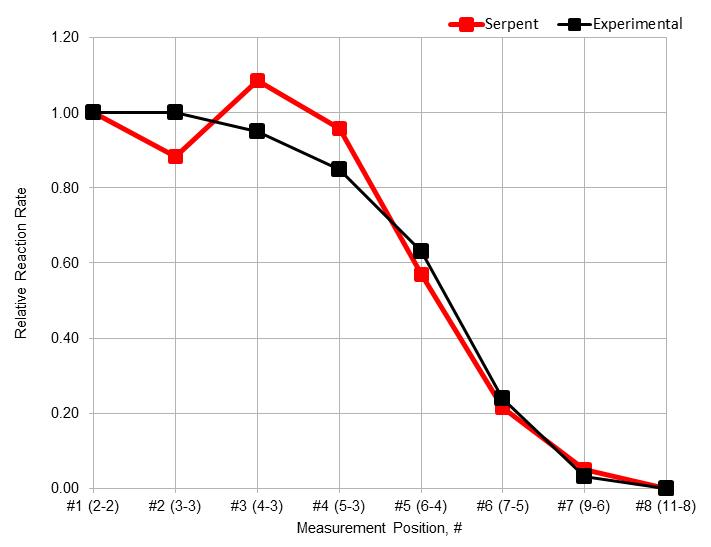 Serpent Experimental
1.20
1.00
0.80
0.60
0.40
0.20
0.00
Relative Reaction Rate
#1 (2-2) #2 (3-3) #3 (4-3) #4 (5-3) #5 (6-4) #6 (7-5) #7 (9-6) #8 (11-8)
Measurement Position, #